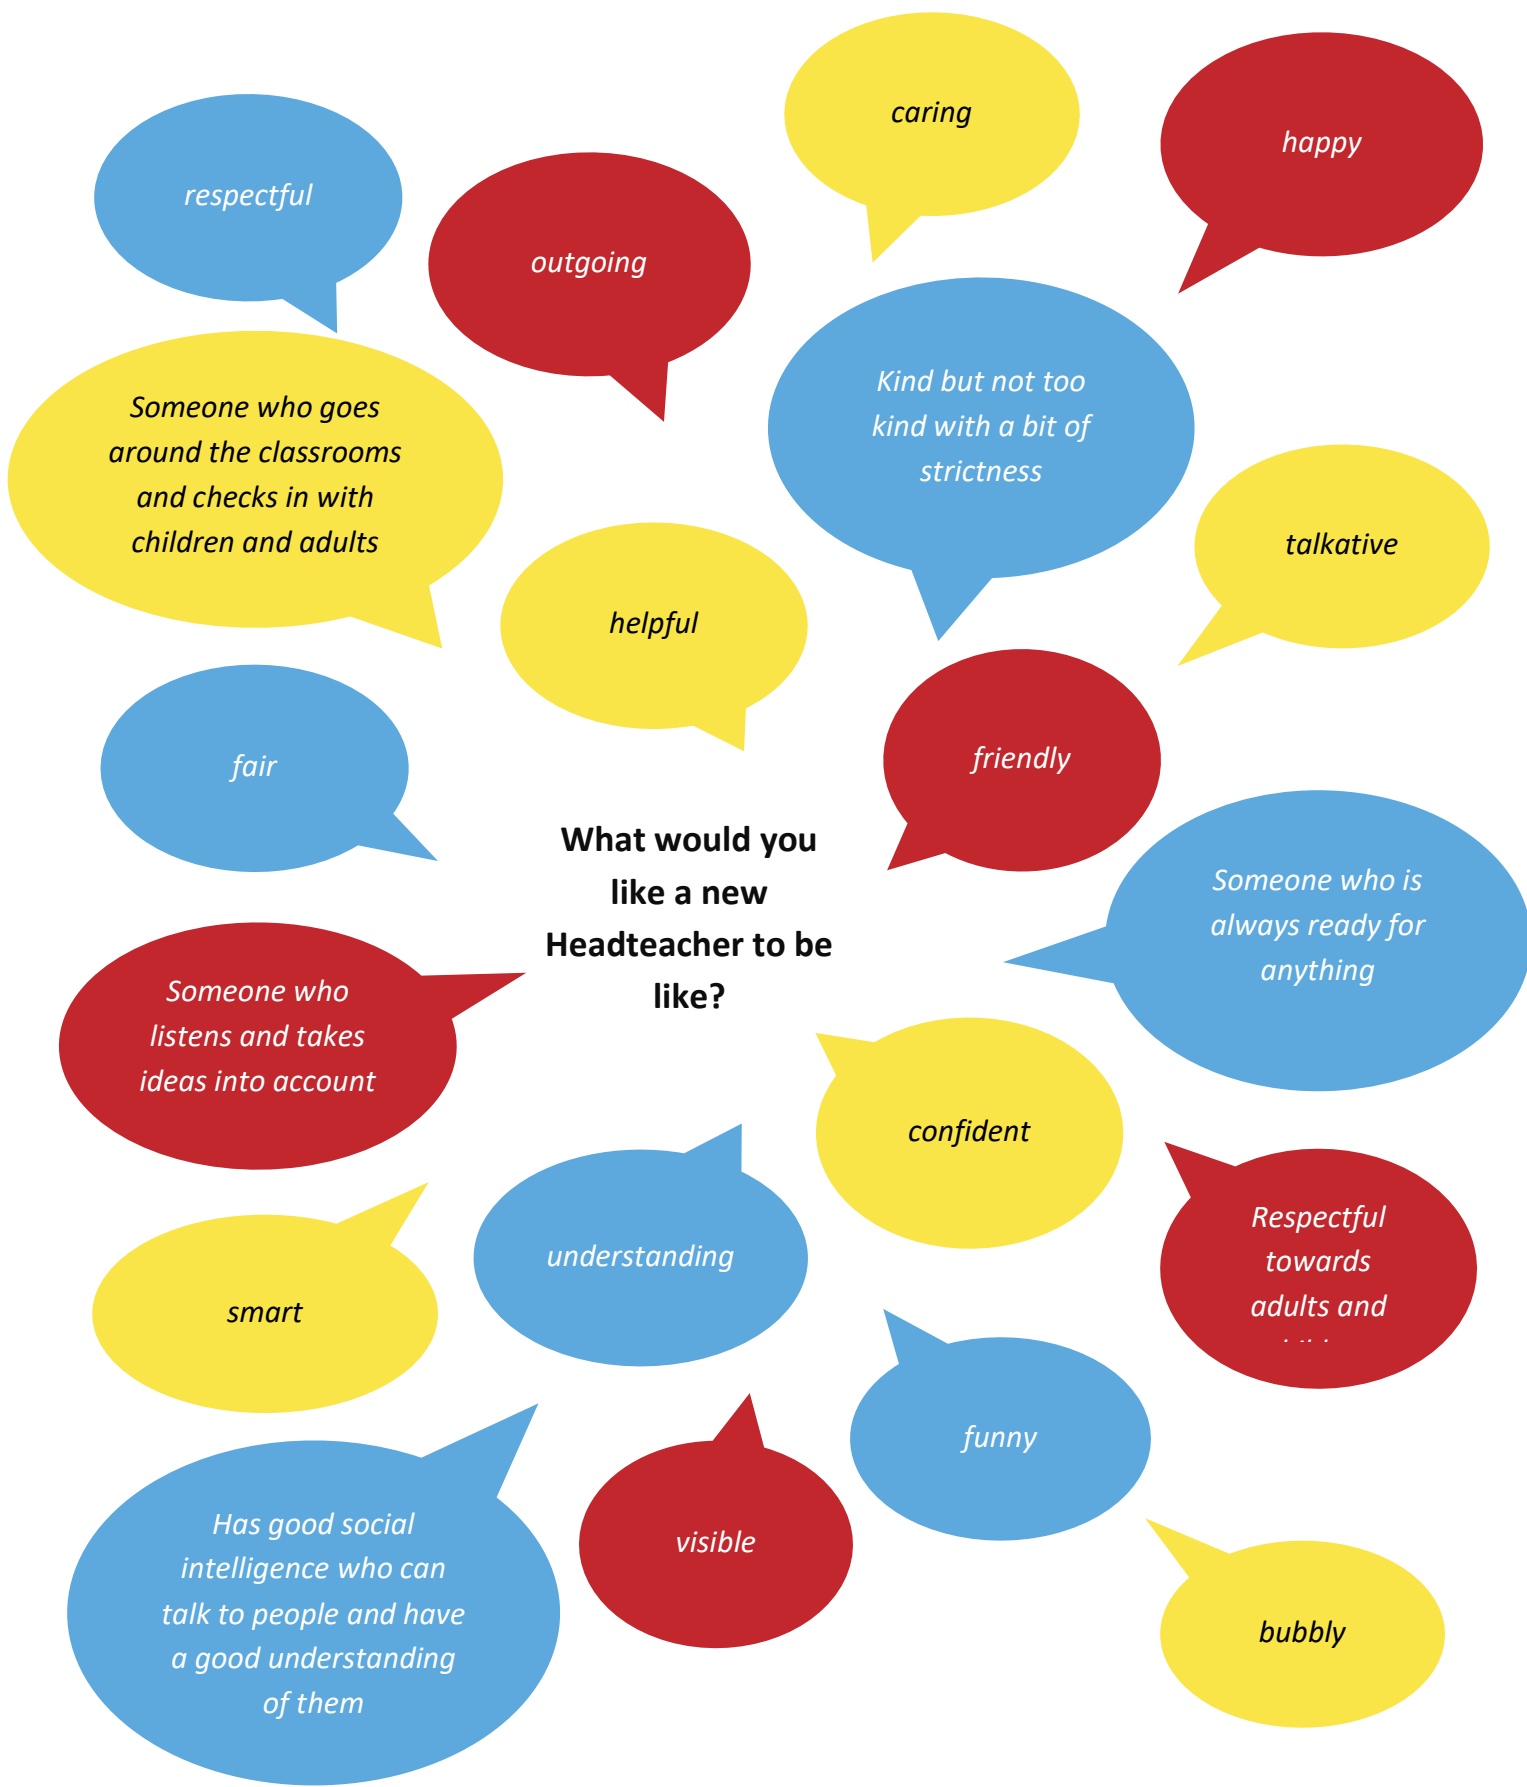 caring
happy
respectful
outgoing
Kind but not too
kind with a bit of
strictness
Someone who goes
around the classrooms
and checks in with
children and adults
talkative
helpful
fair
friendly
What would you
like a new
Headteacher to be
like?
Someone who is
always ready for
anything
Someone who
listens and takes
ideas into account
confident
understanding
Respectful
towards
adults and
smart
funny
Has good social
intelligence who can
talk to people and have
a good understanding
of them
visible
bubbly